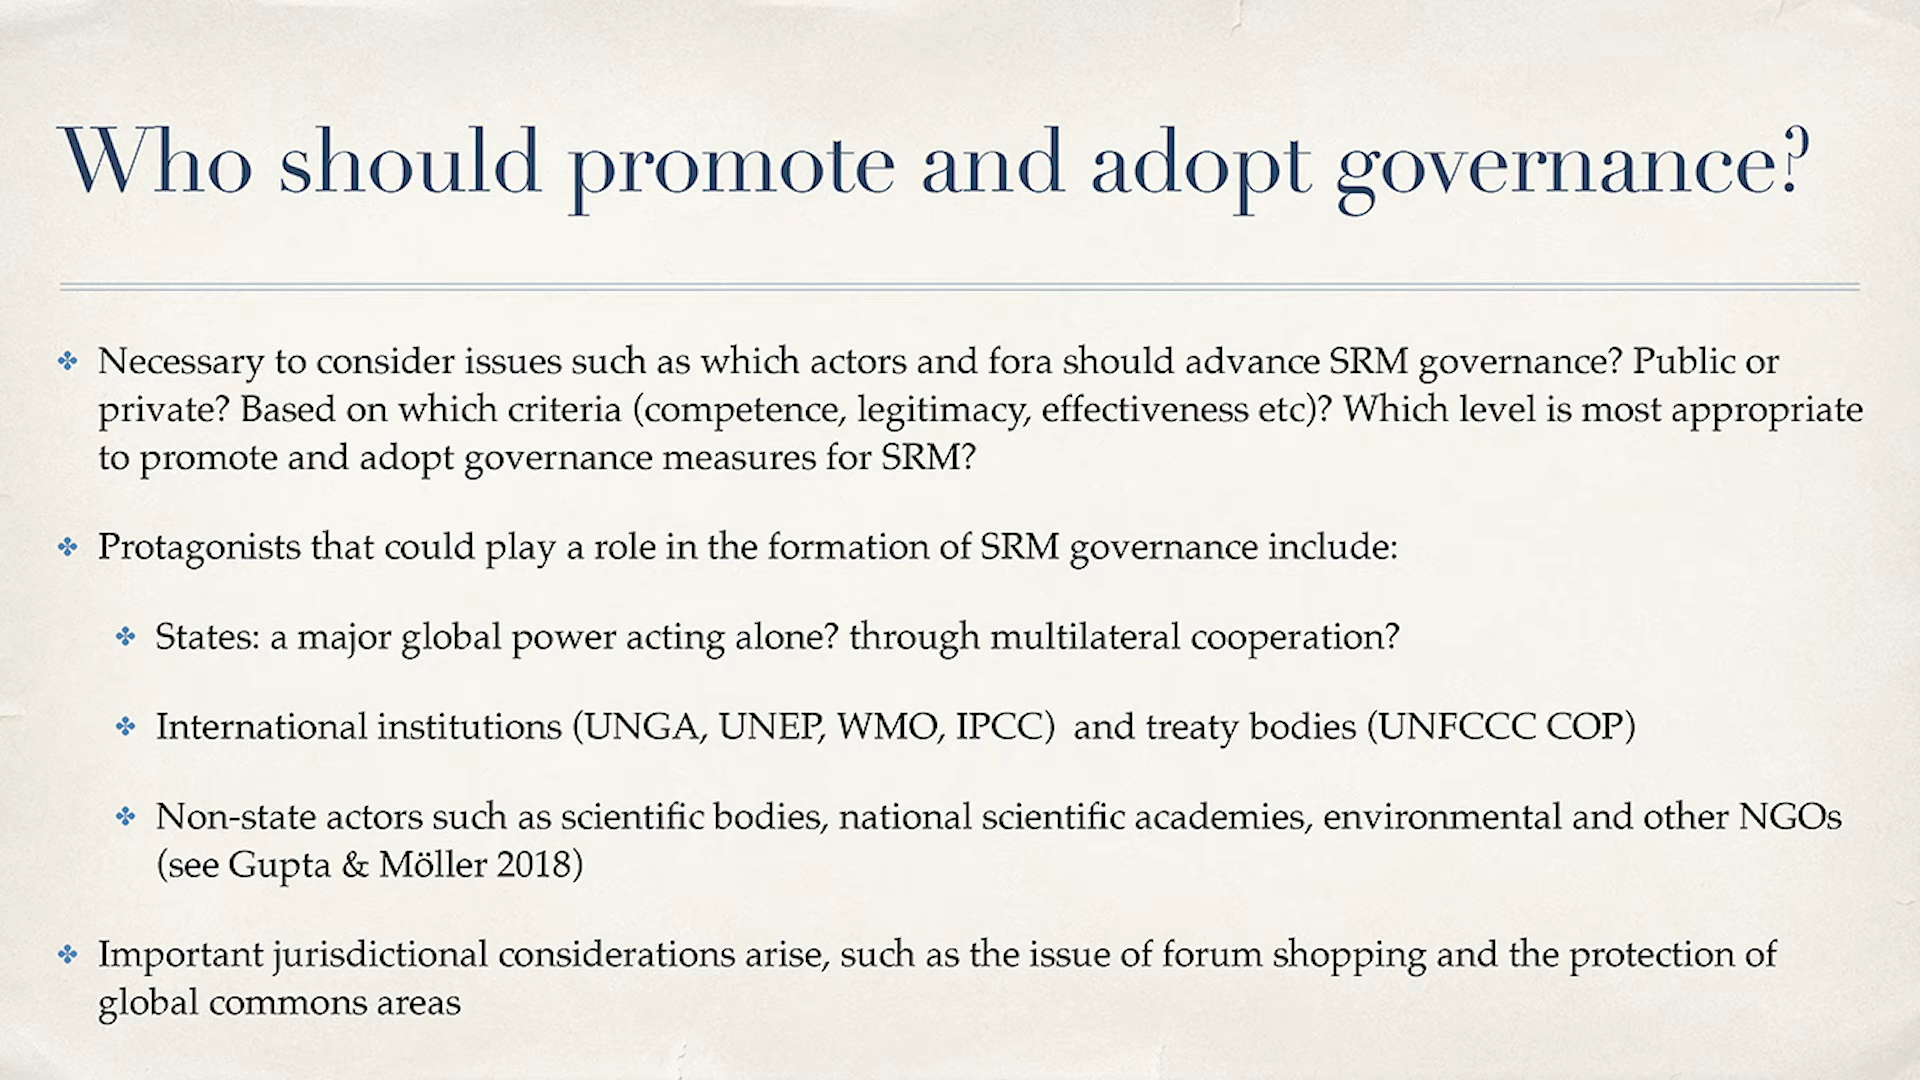 Who should promote and adopt governance?
Necessary to consider issues such as which actors and fora should advance SRM governance? Public or
private? Based on which criteria (competence, legitimacy, effectiveness etc)? Which level is most appropriate
to promote and adopt governance measures for SRM?
Protagonists that could play a role in the formation of SRM governance include:
States: a major global power acting alone? through multilateral cooperation?
International institutions (UNGA, UNEP, WMO, IPCC)  and treaty bodies (UNFCCC COP)
Non-state actors such as scientific bodies, national scientific academies, environmental and other NGOs
(see Gupta & Möller 2018)
Important jurisdictional considerations arise, such as the issue of forum shopping and the protection of
global commons areas